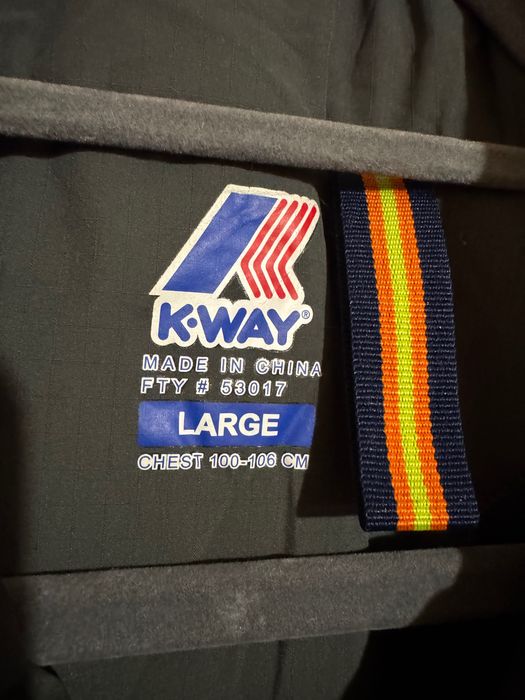 K·WAY®
MADE IN CHINA
FTY # 53017
LARGE
CHEST 100-106 CM